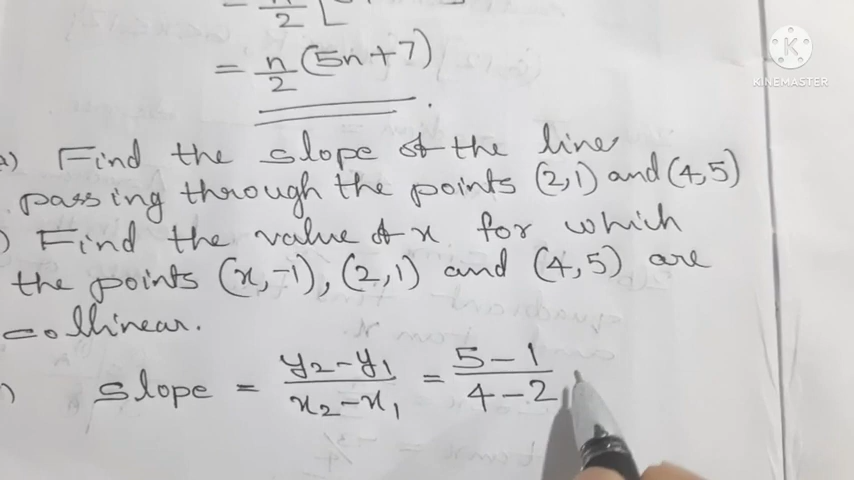 = n/2 [
= n/2 (5n+7)
K
KINEMASTER
a) Find the slope of the line
passing through the points (2,1) and (4,5)
) Find the value of x for which
the points (x,-1), (2,1) and (4,5) are
collinear.
) slope = y2-y1/x2-x1 = 5-1/4-2